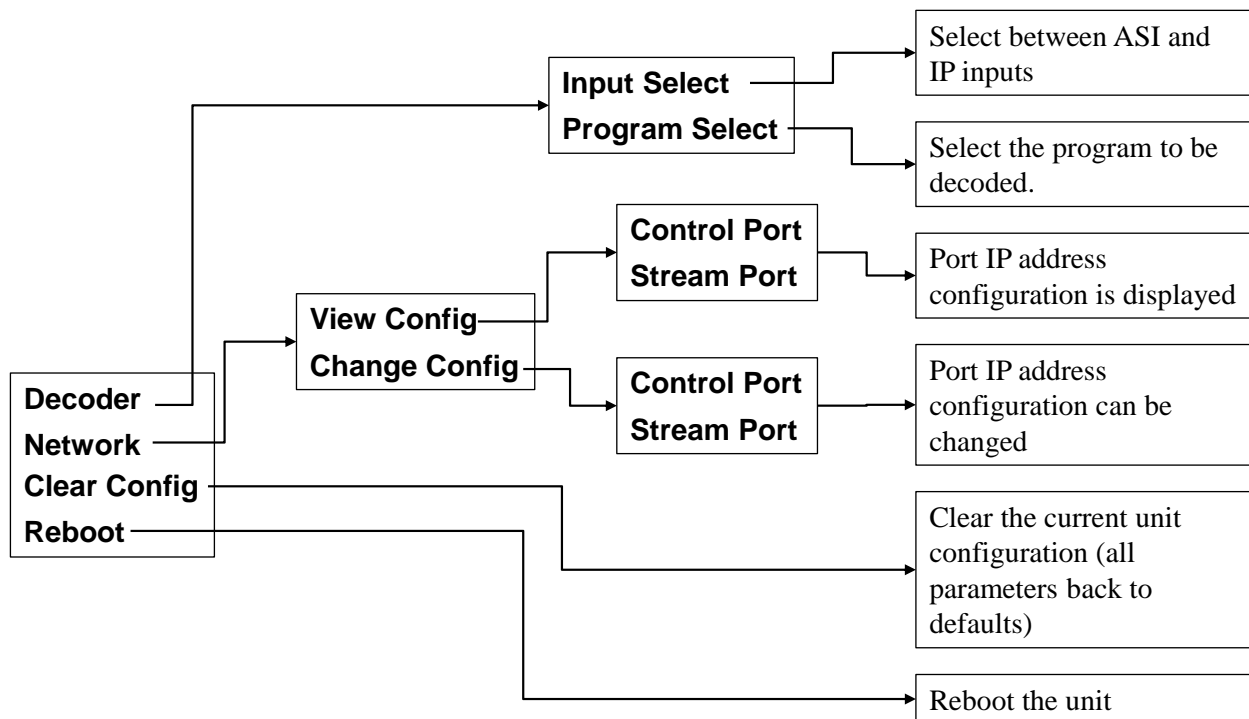 Input Select
Program Select
Select between ASI and
IP inputs
Select the program to be
decoded.
Control Port
Stream Port
Port IP address
configuration is displayed
View Config
Change Config
Control Port
Stream Port
Port IP address
configuration can be
changed
Decoder
Network
Clear Config
Reboot
Clear the current unit
configuration (all
parameters back to
defaults)
Reboot the unit